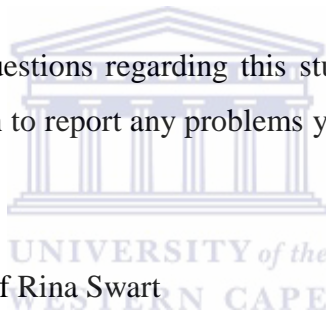 uestions regarding this stu
to report any problems y
UNIVERSITY of the
f Rina Swart
WESTERN CAPE